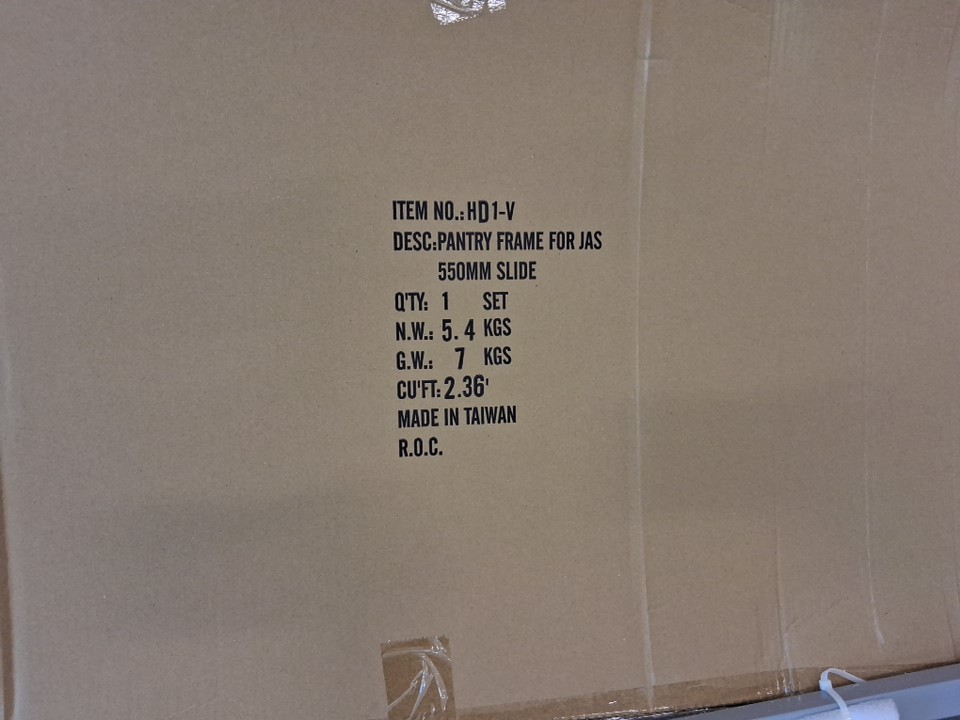 ITEM NO.: HD1-V
DESC:PANTRY FRAME FOR JAS
550MM SLIDE
Q'TY: 1 SET
N.W.: 5.4 KGS
G.W.: 7 KGS
CU'FT: 2.36'
MADE IN TAIWAN
R.O.C.